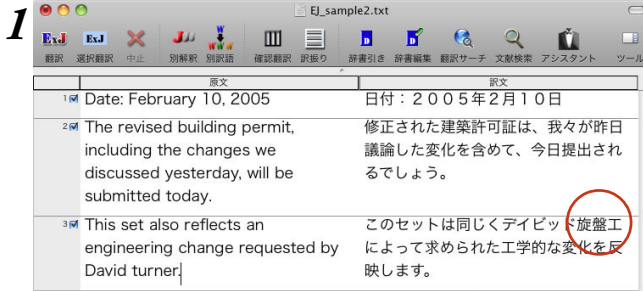 1
EJ_sample2.txt
ExJ ExJ J W
翻訳 選択翻訳 中止 別解釈 別訳語 確認翻訳 訳振り 辞書引き 辞書編集 翻訳サーチ 文献検索 アシスタント ツール
原文 訳文
1 Date: February 10, 2005 日付：２００５年２月１０日
2 The revised building permit, 修正された建築許可証は、我々が昨日
including the changes we 議論した変化を含めて、今日提出され
discussed yesterday, will be るでしょう。
submitted today.
3 This set also reflects an このセットは同じくデイビッド旋盤工
engineering change requested by によって求められた工学的な変化を反
David turner. 映します。